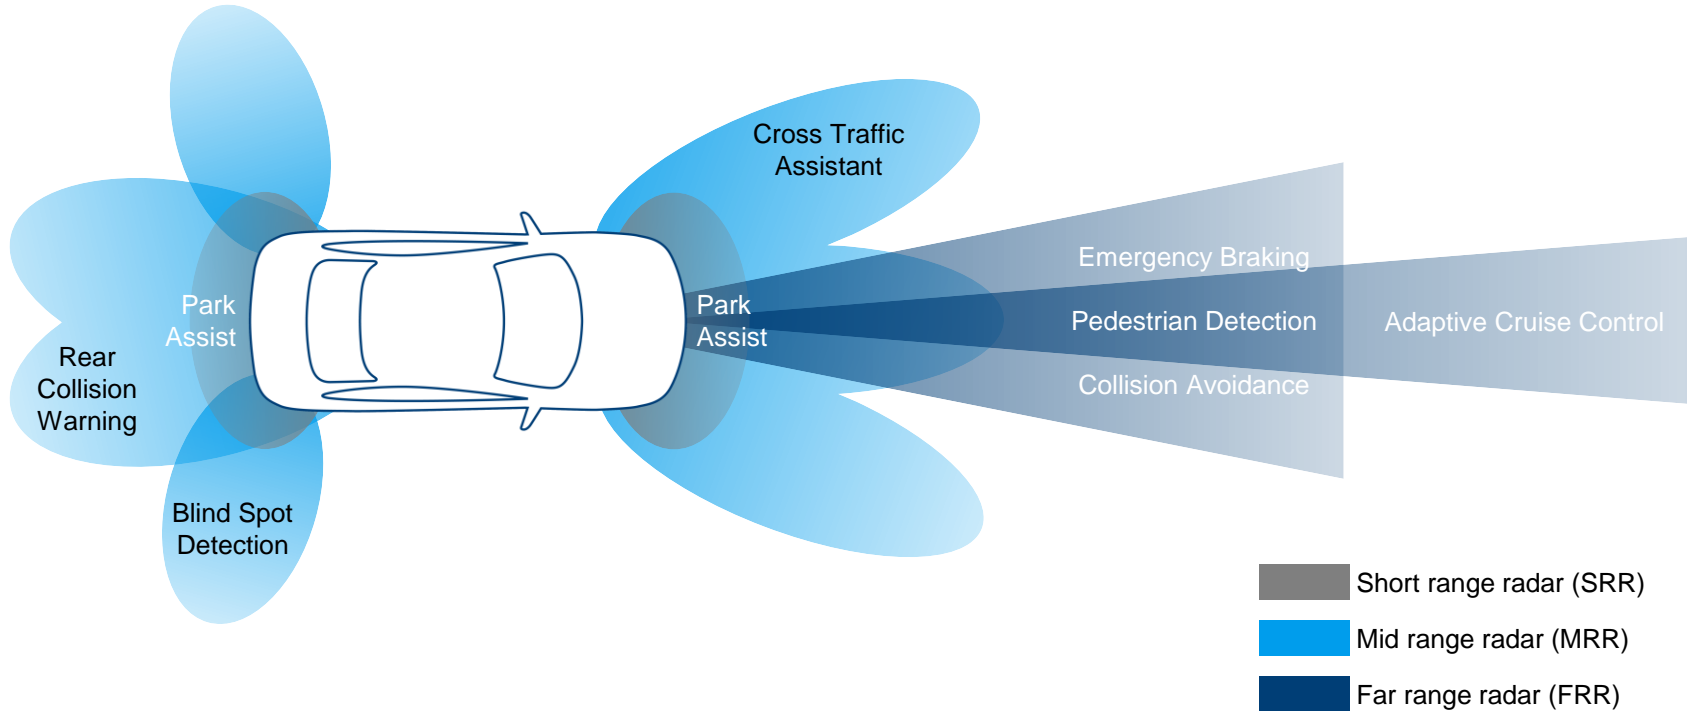 Cross Traffic
Assistant
Emergency Braking
Park
Assist
Park
Assist
Pedestrian Detection
Adaptive Cruise Control
Rear
Collision
Warning
Collision Avoidance
Blind Spot
Detection
Short range radar (SRR)
Mid range radar (MRR)
Far range radar (FRR)